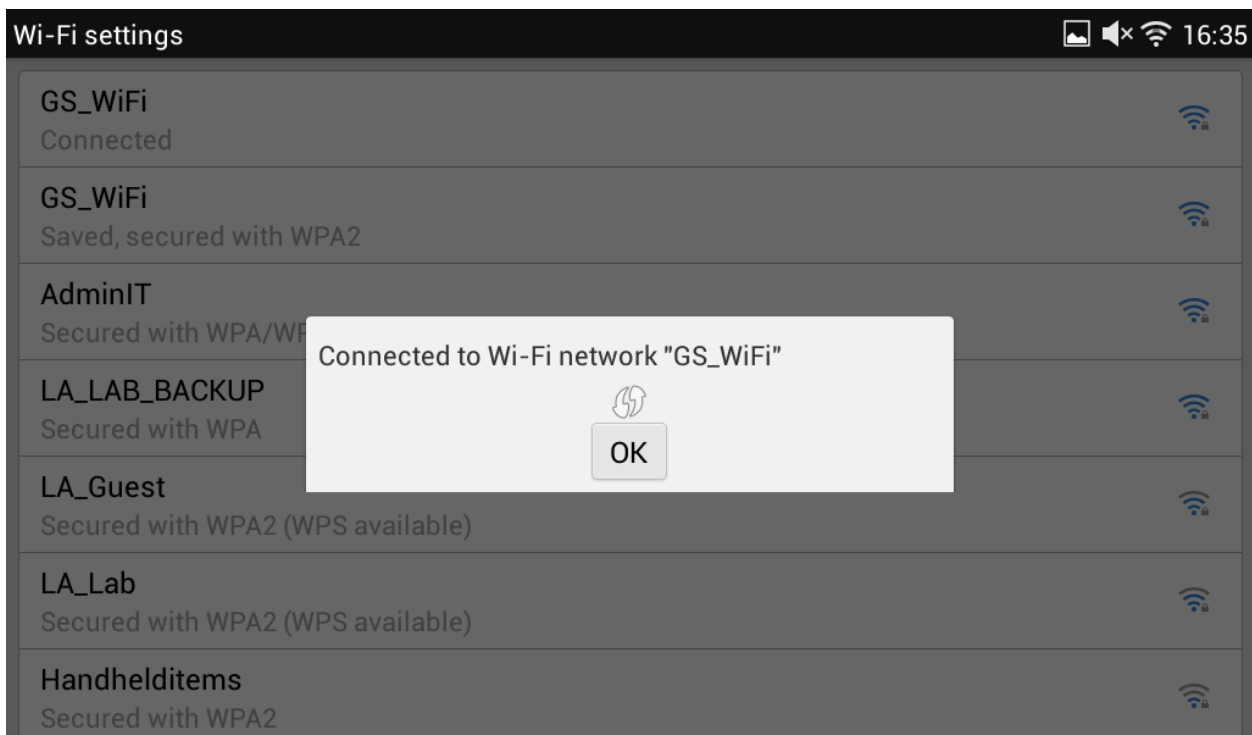 Wi-Fi settings 16:35
GS_WiFi
Connected
GS_WiFi
Saved, secured with WPA2
AdminIT
Secured with WPA/WP
Connected to Wi-Fi network "GS_WiFi"
OK
LA_LAB_BACKUP
Secured with WPA
LA_Guest
Secured with WPA2 (WPS available)
LA_Lab
Secured with WPA2 (WPS available)
Handhelditems
Secured with WPA2